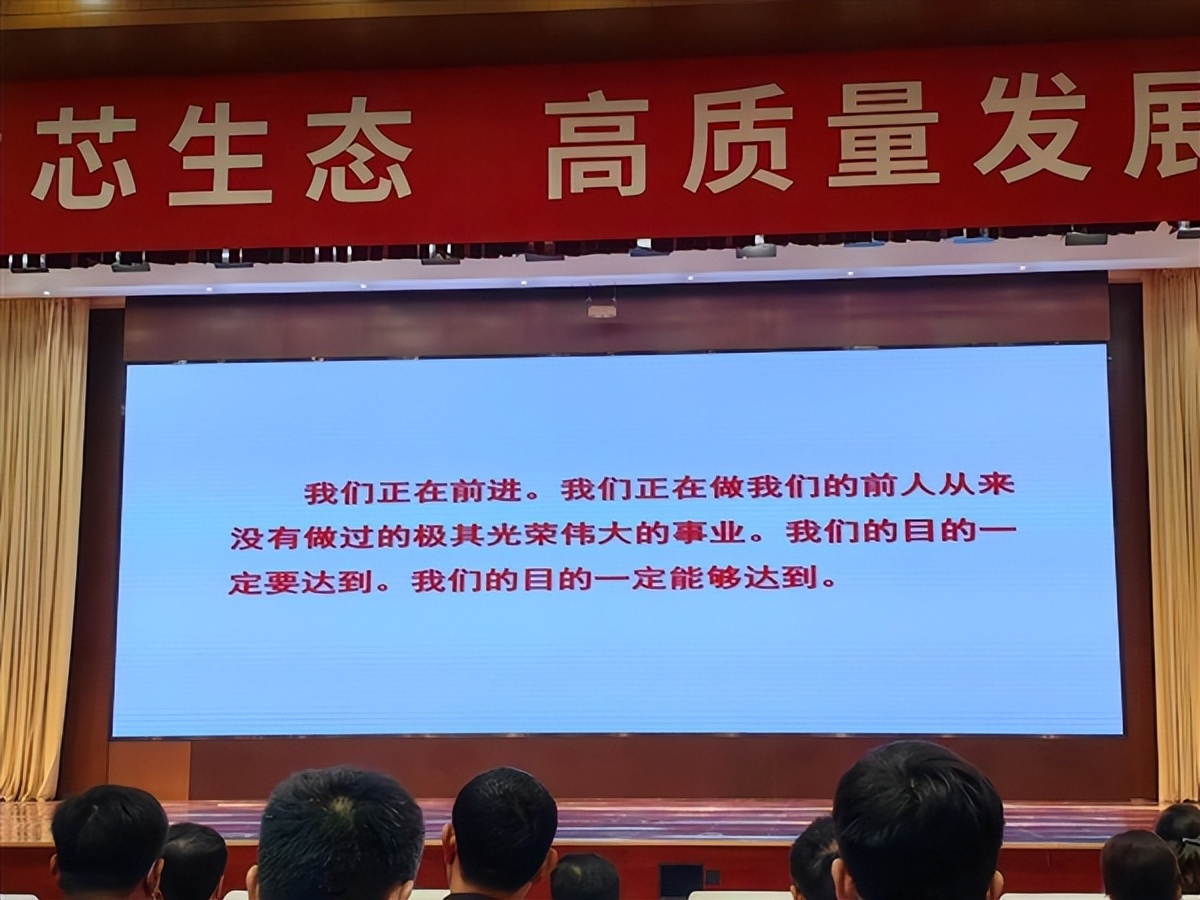 芯生态 高质量发展
我们正在前进。我们正在做我们的前人从来
没有做过的极其光荣伟大的事业。我们的目的一
定要达到。我们的目的一定能够达到。